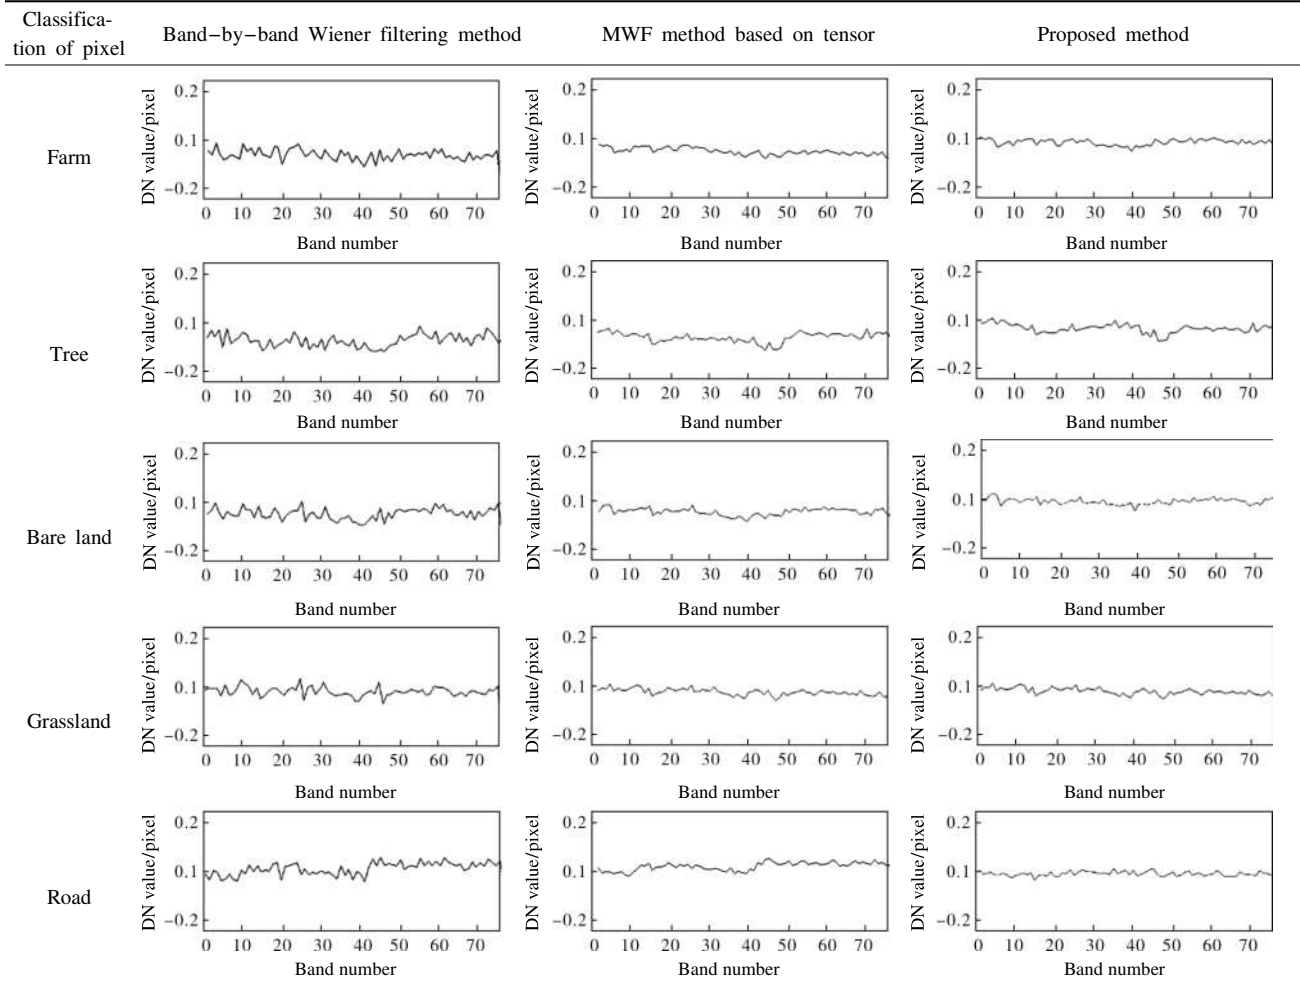 Classifica-
tion of pixel
Band-by-band Wiener filtering method
MWF method based on tensor
Proposed method
Farm
DN value/pixel
0.2
0.1
-0.2
0 10 20 30 40 50 60 70
Band number
DN value/pixel
0.2
0.1
-0.2
0 10 20 30 40 50 60 70
Band number
DN value/pixel
0.2
0.1
-0.2
0 10 20 30 40 50 60 70
Band number
Tree
DN value/pixel
0.2
0.1
-0.2
0 10 20 30 40 50 60 70
Band number
DN value/pixel
0.2
0.1
-0.2
0 10 20 30 40 50 60 70
Band number
DN value/pixel
0.2
0.1
-0.2
0 10 20 30 40 50 60 70
Band number
Bare land
DN value/pixel
0.2
0.1
-0.2
0 10 20 30 40 50 60 70
Band number
DN value/pixel
0.2
0.1
-0.2
0 10 20 30 40 50 60 70
Band number
DN value/pixel
0.2
0.1
-0.2
0 10 20 30 40 50 60 70
Band number
Grassland
DN value/pixel
0.2
0.1
-0.2
0 10 20 30 40 50 60 70
Band number
DN value/pixel
0.2
0.1
-0.2
0 10 20 30 40 50 60 70
Band number
DN value/pixel
0.2
0.1
-0.2
0 10 20 30 40 50 60 70
Band number
Road
DN value/pixel
0.2
0.1
-0.2
0 10 20 30 40 50 60 70
Band number
DN value/pixel
0.2
0.1
-0.2
0 10 20 30 40 50 60 70
Band number
DN value/pixel
0.2
0.1
-0.2
0 10 20 30 40 50 60 70
Band number